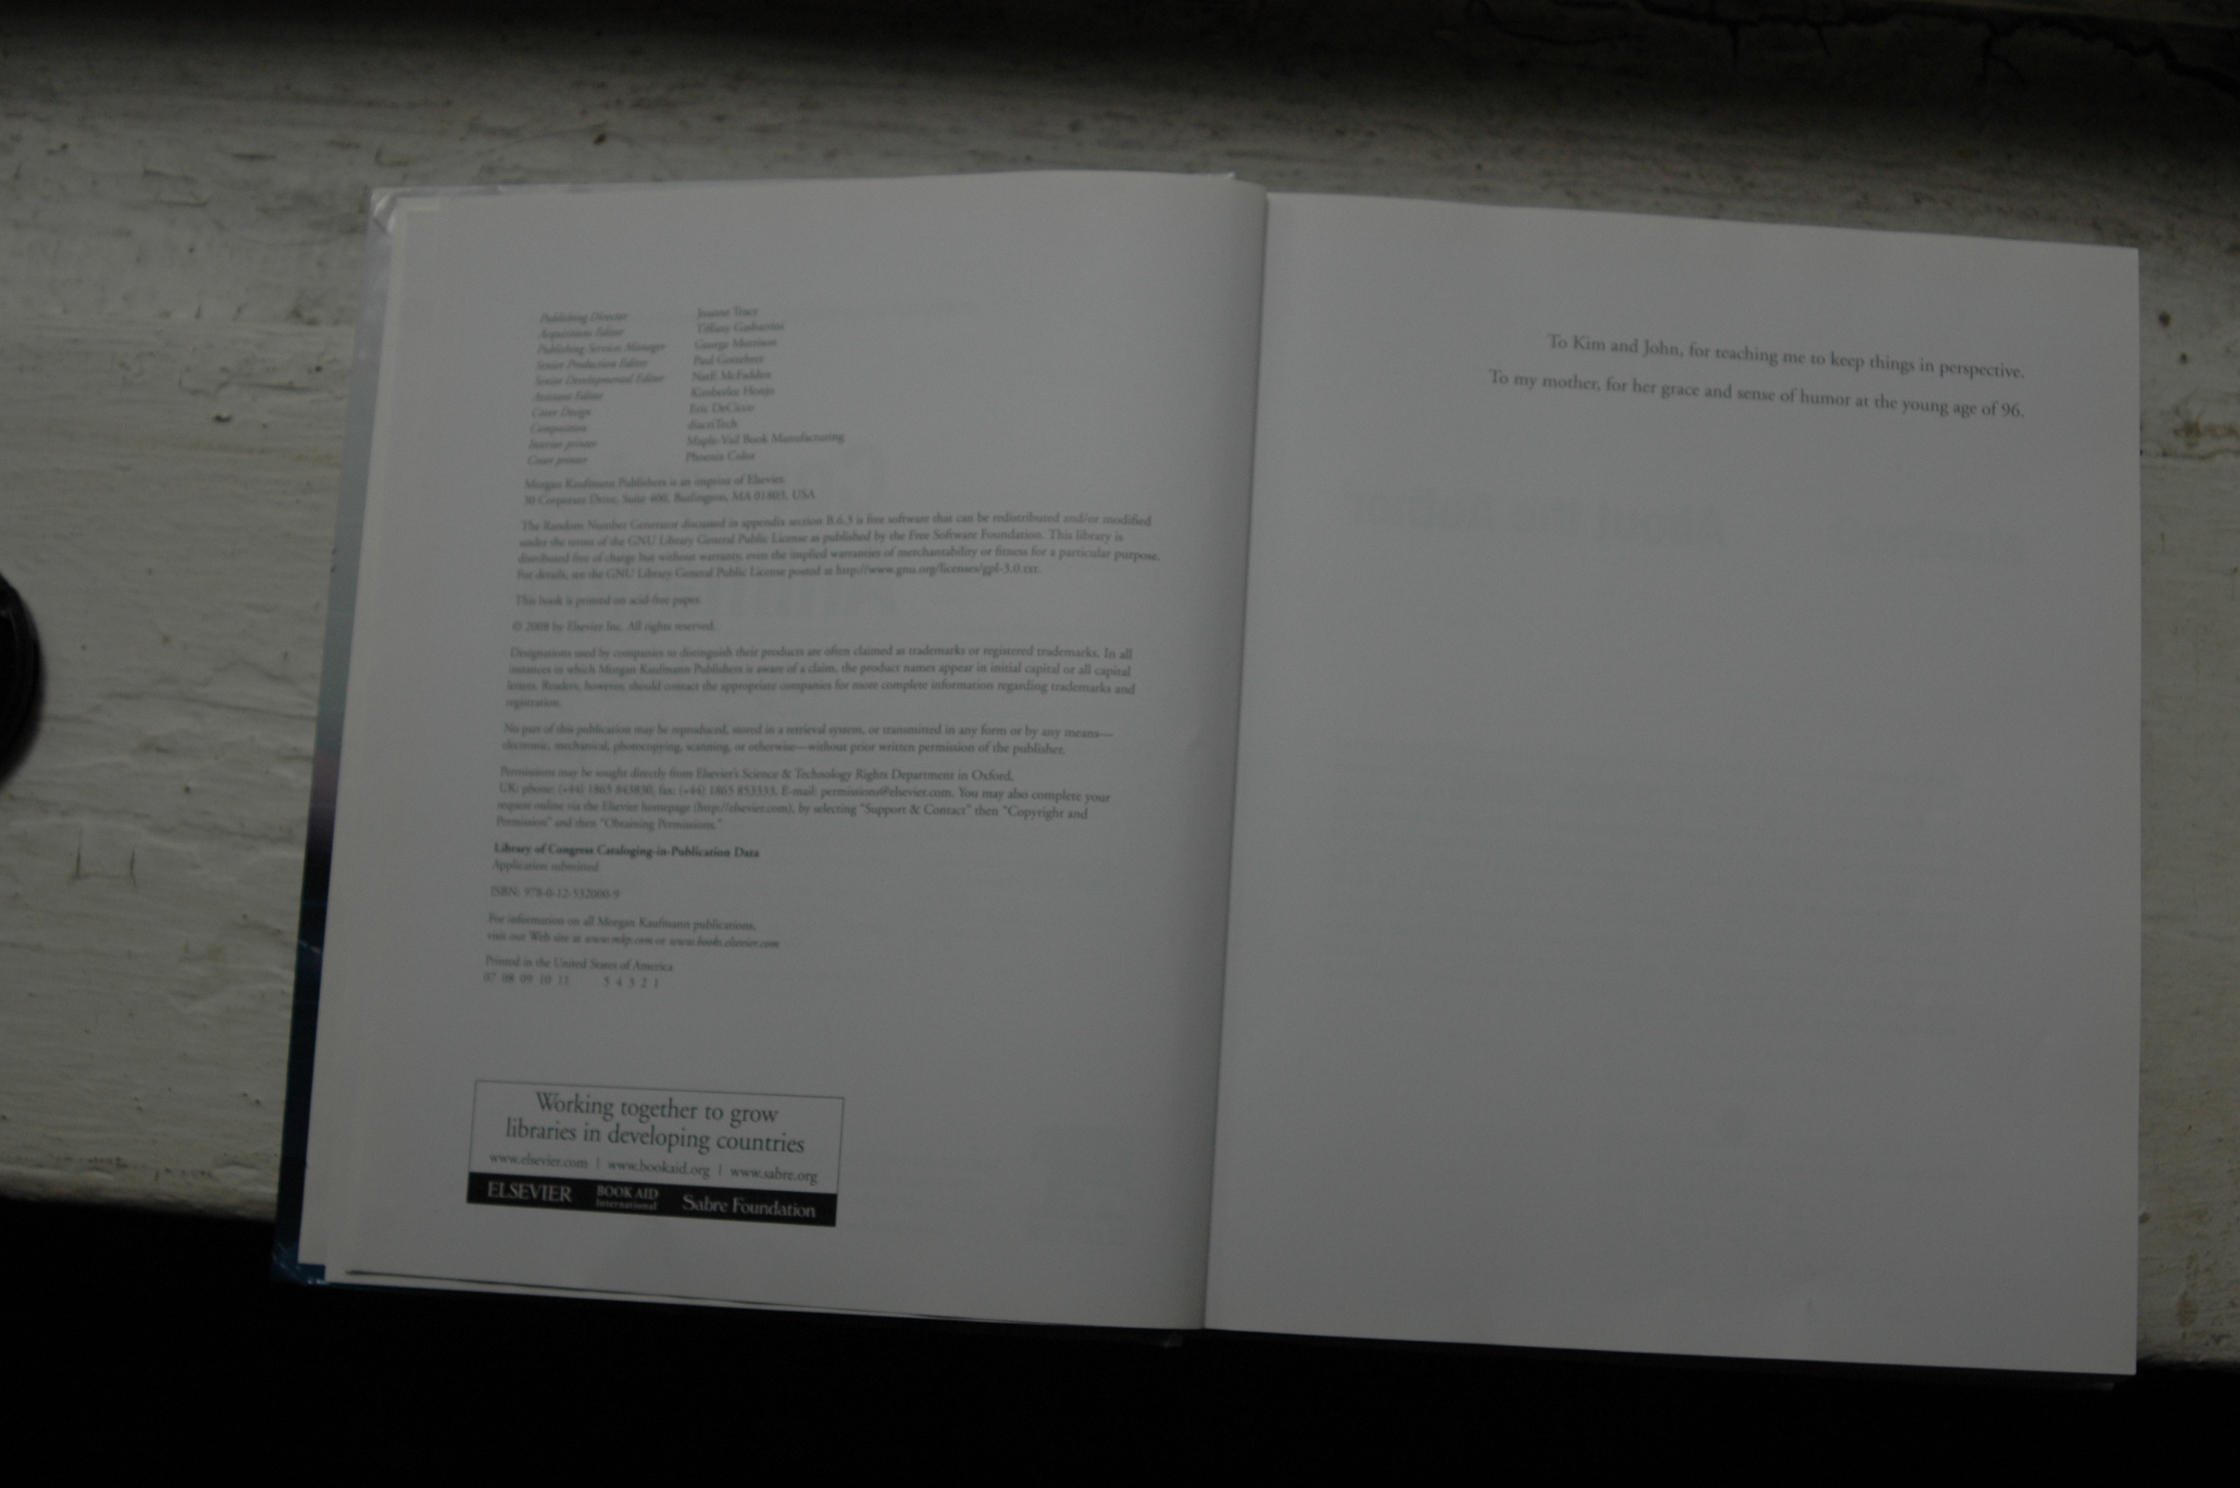 Publishing Director Joanne Tracy
Acquisitions Editor Tiffany Gasbarrini
Publishing Service Manager George Morrison
Senior Production Editor Paul Gottehrer
Senior Developmental Editor Nate McFadden
Assistant Editor Kimberlee Honjo
Cover Design Eric DeCicco
Composition diacriTech
Interior printer Maple-Vail Book Manufacturing
Cover printer Phoenix Color
Morgan Kaufmann Publishers is an imprint of Elsevier.
30 Corporate Drive, Suite 400, Burlington, MA 01803, USA
The Random Number Generator discussed in appendix section B.6.3 is free software that can be redistributed and/or modified
under the terms of the GNU Library General Public License as published by the Free Software Foundation. This library is
distributed free of charge but without warranty, even the implied warranties of merchantability or fitness for a particular purpose.
For details, see the GNU Library General Public License posted at http://www.gnu.org/licenses/gpl-3.0.txt.
This book is printed on acid-free paper.
© 2008 by Elsevier Inc. All rights reserved.
Designations used by companies to distinguish their products are often claimed as trademarks or registered trademarks. In all
instances in which Morgan Kaufmann Publishers is aware of a claim, the product names appear in initial capital or all capital
letters. Readers, however, should contact the appropriate companies for more complete information regarding trademarks and
registration.
No part of this publication may be reproduced, stored in a retrieval system, or transmitted in any form or by any means—
electronic, mechanical, photocopying, scanning, or otherwise—without prior written permission of the publisher.
Permissions may be sought directly from Elsevier's Science & Technology Rights Department in Oxford,
UK: phone: (+44) 1865 843830, fax: (+44) 1865 853333, E-mail: permissions@elsevier.com. You may also complete your
request online via the Elsevier homepage (http://elsevier.com), by selecting "Support & Contact" then "Copyright and
Permission" and then "Obtaining Permissions."
Library of Congress Cataloging-in-Publication Data
Application submitted
ISBN: 978-0-12-532000-9
For information on all Morgan Kaufmann publications,
visit our Web site at www.mkp.com or www.books.elsevier.com
Printed in the United States of America
07 08 09 10 11 5 4 3 2 1
Working together to grow
libraries in developing countries
www.elsevier.com | www.bookaid.org | www.sabre.org
ELSEVIER BOOK AID International Sabre Foundation
To Kim and John, for teaching me to keep things in perspective.
To my mother, for her grace and sense of humor at the young age of 96.